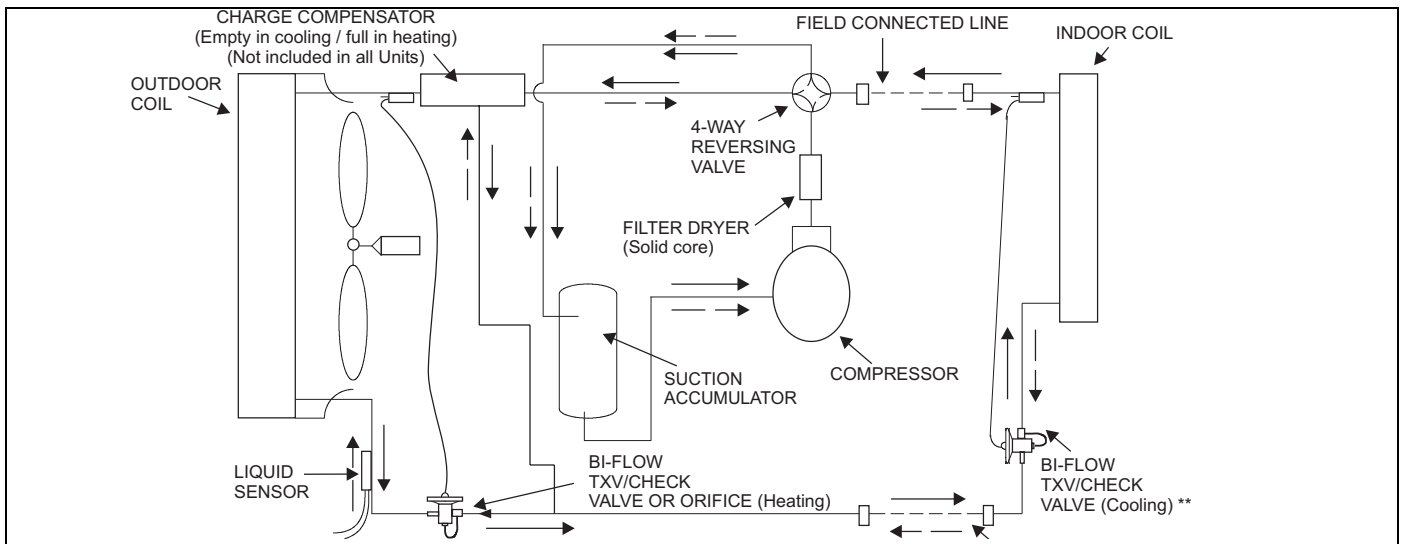 CHARGE COMPENSATOR
(Empty in cooling / full in heating)
(Not included in all Units)
FIELD CONNECTED LINE
INDOOR COIL
OUTDOOR
COIL
4-WAY
REVERSING
VALVE
FILTER DRYER
(Solid core)
COMPRESSOR
SUCTION
ACCUMULATOR
LIQUID
SENSOR
BI-FLOW
TXV/CHECK
VALVE OR ORIFICE (Heating)
BI-FLOW
TXV/CHECK
VALVE (Cooling) **